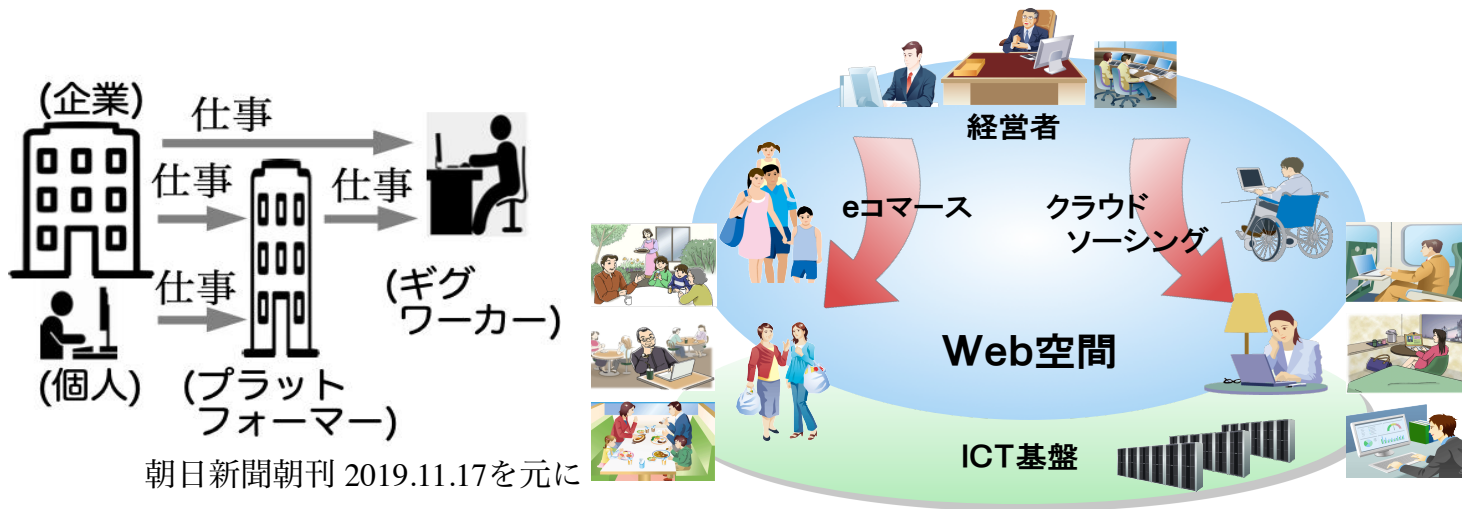 (企業)
仕事
仕事
仕事
仕事
(個人)
(プラット
フォーマー)
(ギグ
ワーカー)
朝日新聞朝刊 2019.11.17を元に
経営者
eコマース
クラウド
ソーシング
Web空間
ICT基盤